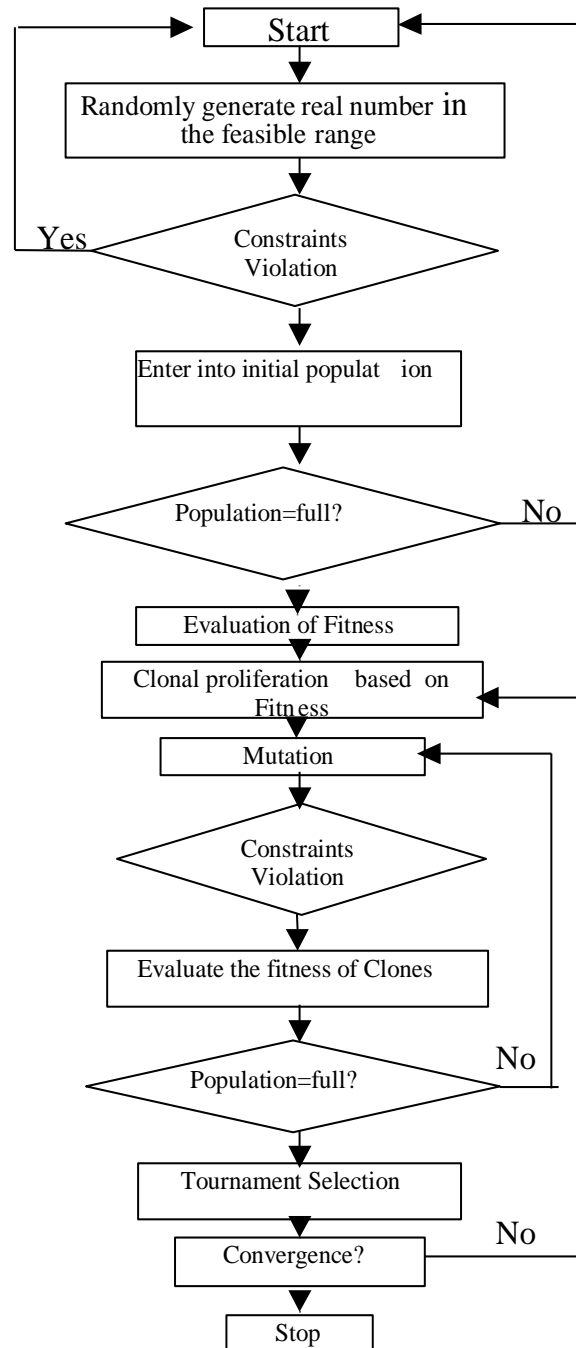 Start
Randomly generate real number in
the feasible range
Yes
Constraints
Violation
Enter into initial populat ion
Population=full?
No
Evaluation of Fitness
Clonal proliferation based on
Fitness
Mutation
Constraints
Violation
Evaluate the fitness of Clones
Population=full?
No
Tournament Selection
Convergence?
No
Stop